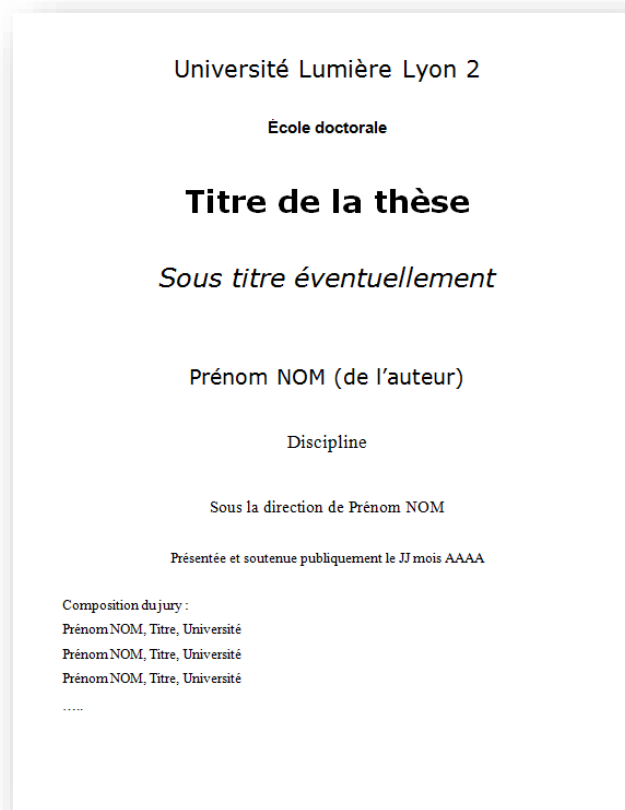 Université Lumière Lyon 2
École doctorale
Titre de la thèse
Sous titre éventuellement
Prénom NOM (de l’auteur)
Discipline
Sous la direction de Prénom NOM
Présentée et soutenue publiquement le JJ mois AAAA
Composition du jury :
Prénom NOM, Titre, Université
Prénom NOM, Titre, Université
Prénom NOM, Titre, Université
…..